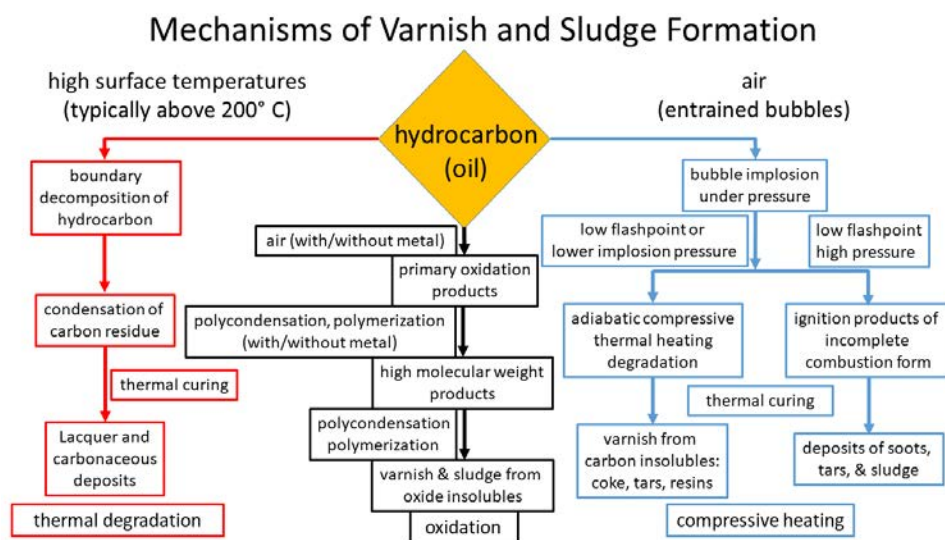 Mechanisms of Varnish and Sludge Formation
high surface temperatures
(typically above 200° C)
air
(entrained bubbles)
hydrocarbon
(oil)
boundary
decomposition of
hydrocarbon
condensation of
carbon residue
thermal curing
Lacquer and
carbonaceous
deposits
thermal degradation
air (with/without metal)
primary oxidation
products
polycondensation, polymerization
(with/without metal)
high molecular weight
products
polycondensation
polymerization
varnish & sludge from
oxide insolubles
oxidation
bubble implosion
under pressure
low flashpoint or
lower implosion pressure
low flashpoint
high pressure
adiabatic compressive
thermal heating
degradation
ignition products of
incomplete
combustion form
thermal curing
varnish from
carbon insolubles:
coke, tars, resins
deposits of soots,
tars, & sludge
compressive heating